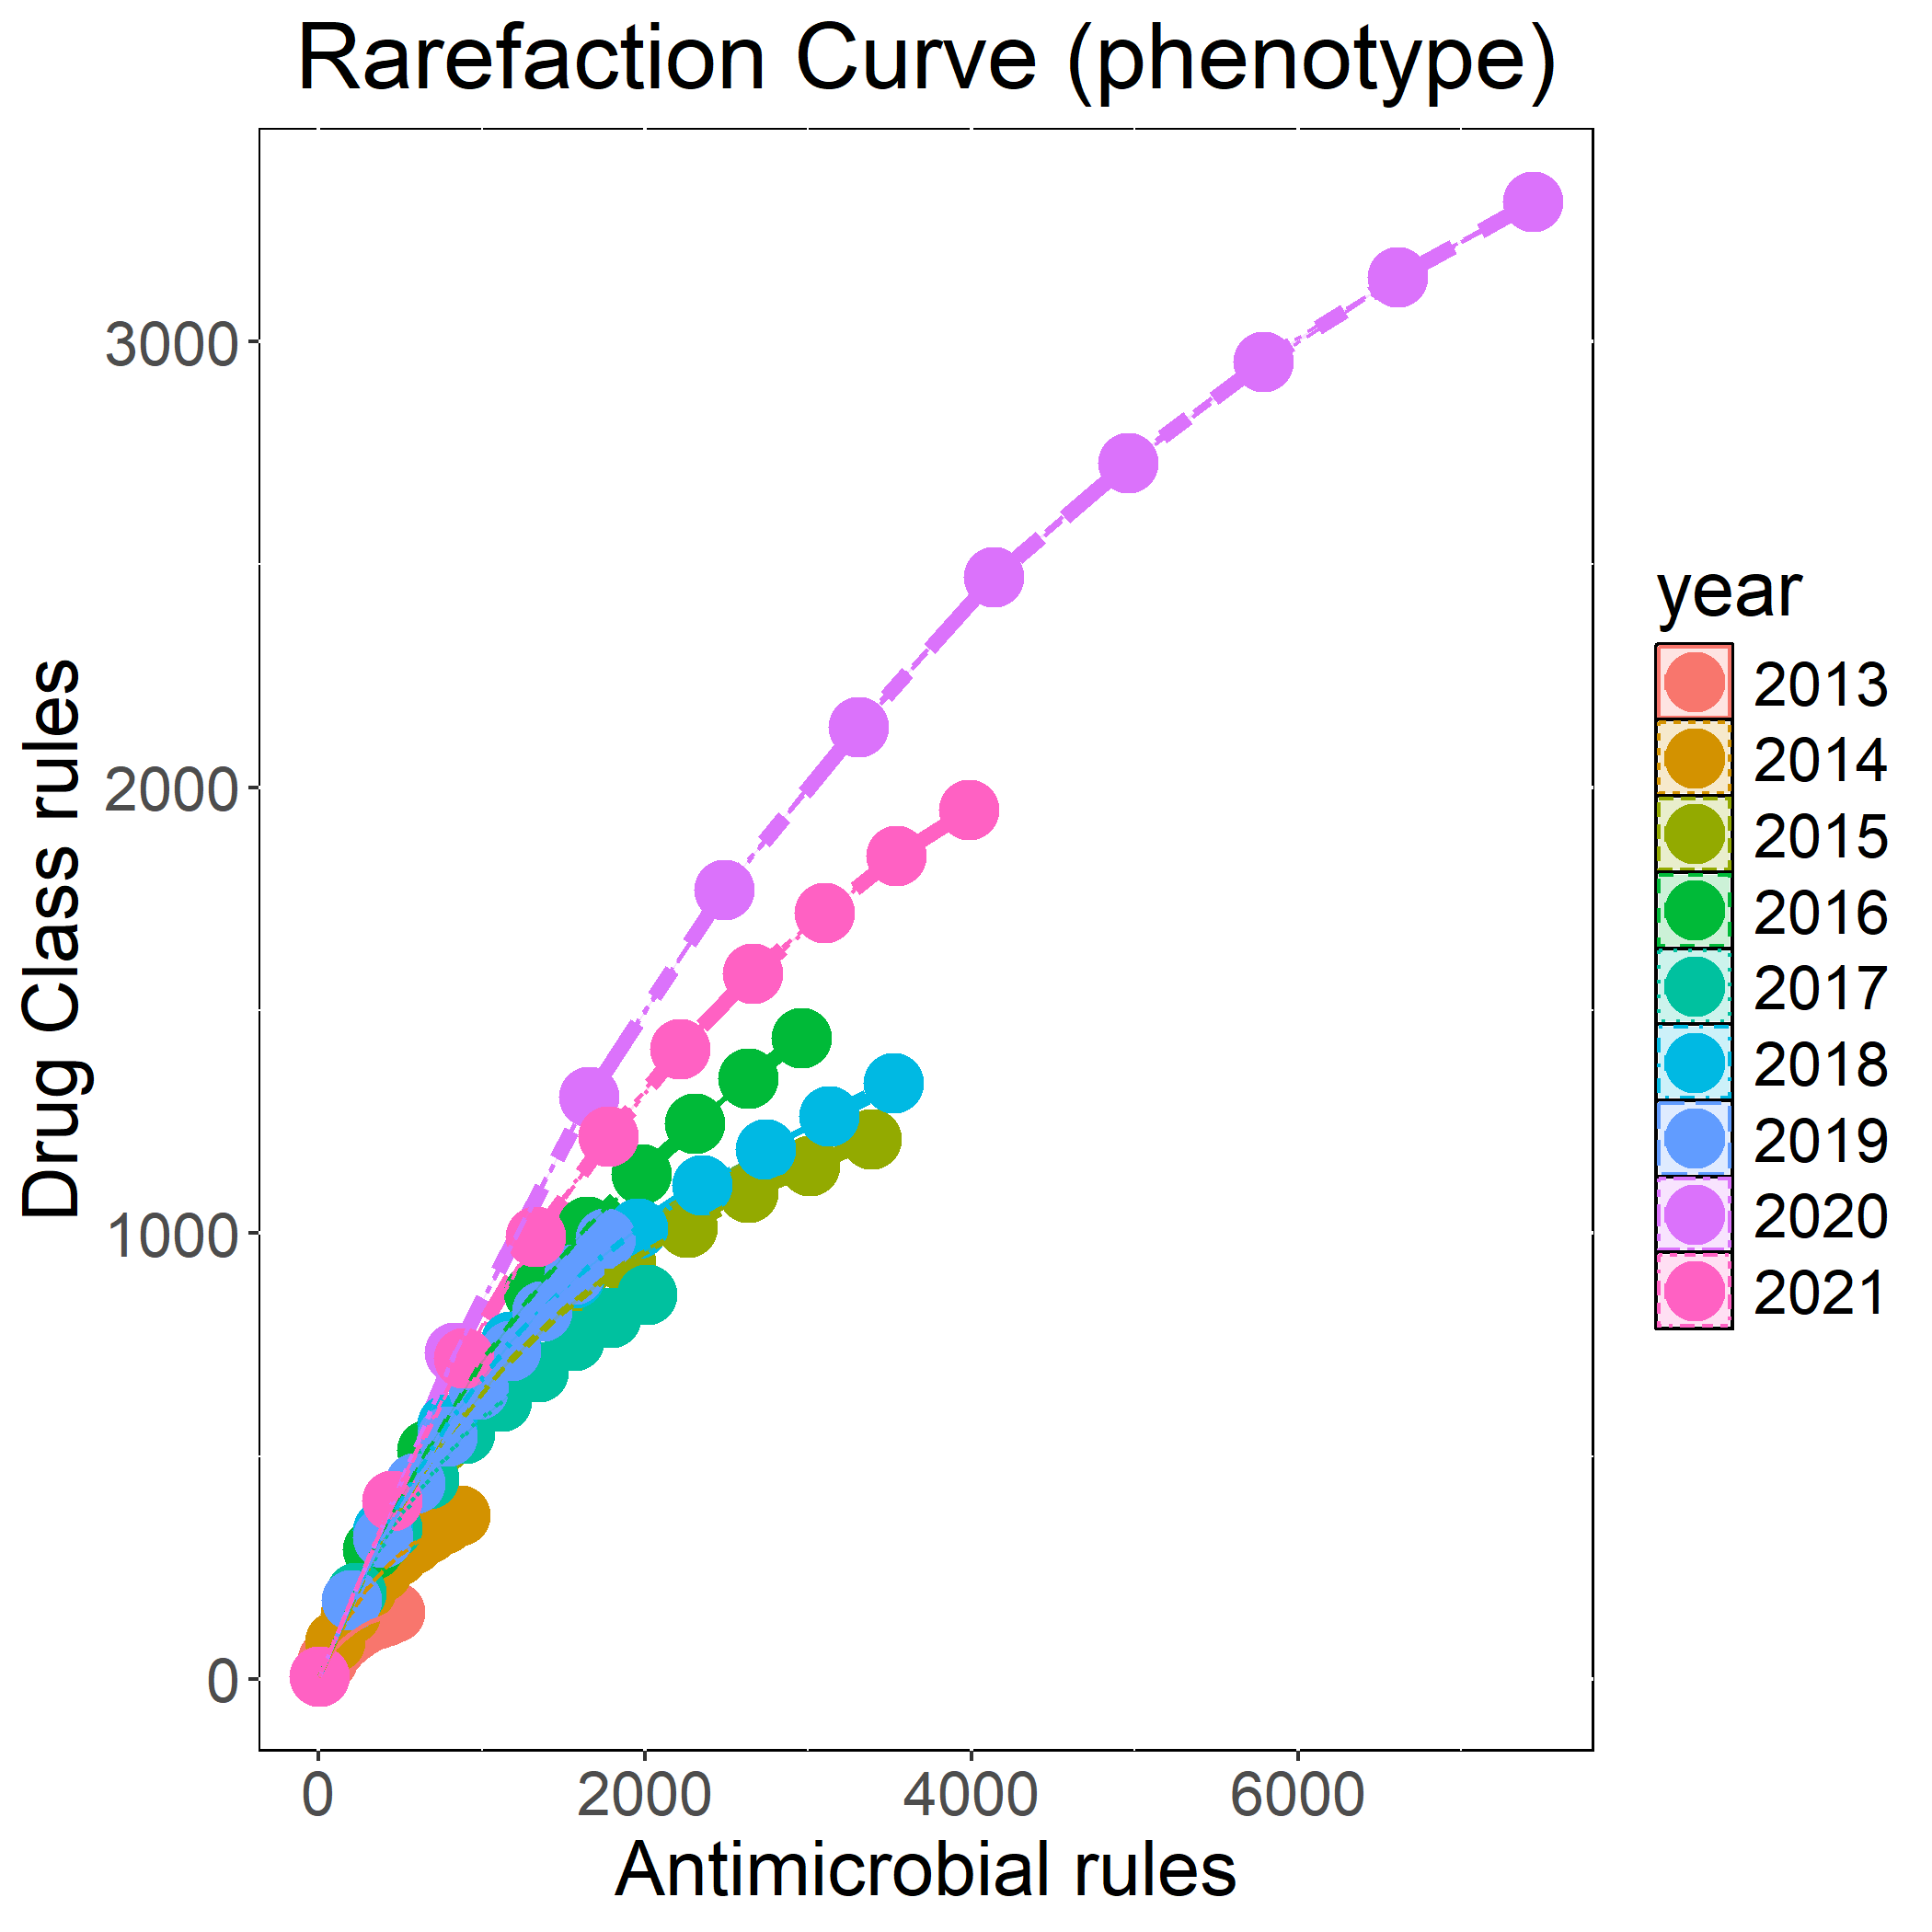 Rarefaction Curve (phenotype)
Drug Class rules
3000
2000
1000
0
0 2000 4000 6000
Antimicrobial rules
year
2013
2014
2015
2016
2017
2018
2019
2020
2021